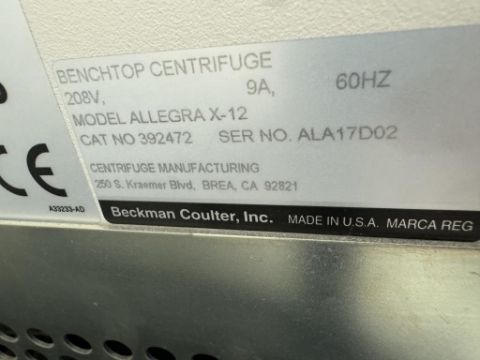 BENCHTOP CENTRIFUGE
208V, 9A, 60HZ
MODEL ALLEGRA X-12
CAT NO 392472 SER NO. ALA17D02
CENTRIFUGE MANUFACTURING
250 S. Kraemer Blvd, BREA, CA 92821
CE
A33233-AD
Beckman Coulter, Inc. MADE IN U.S.A. MARCA REG